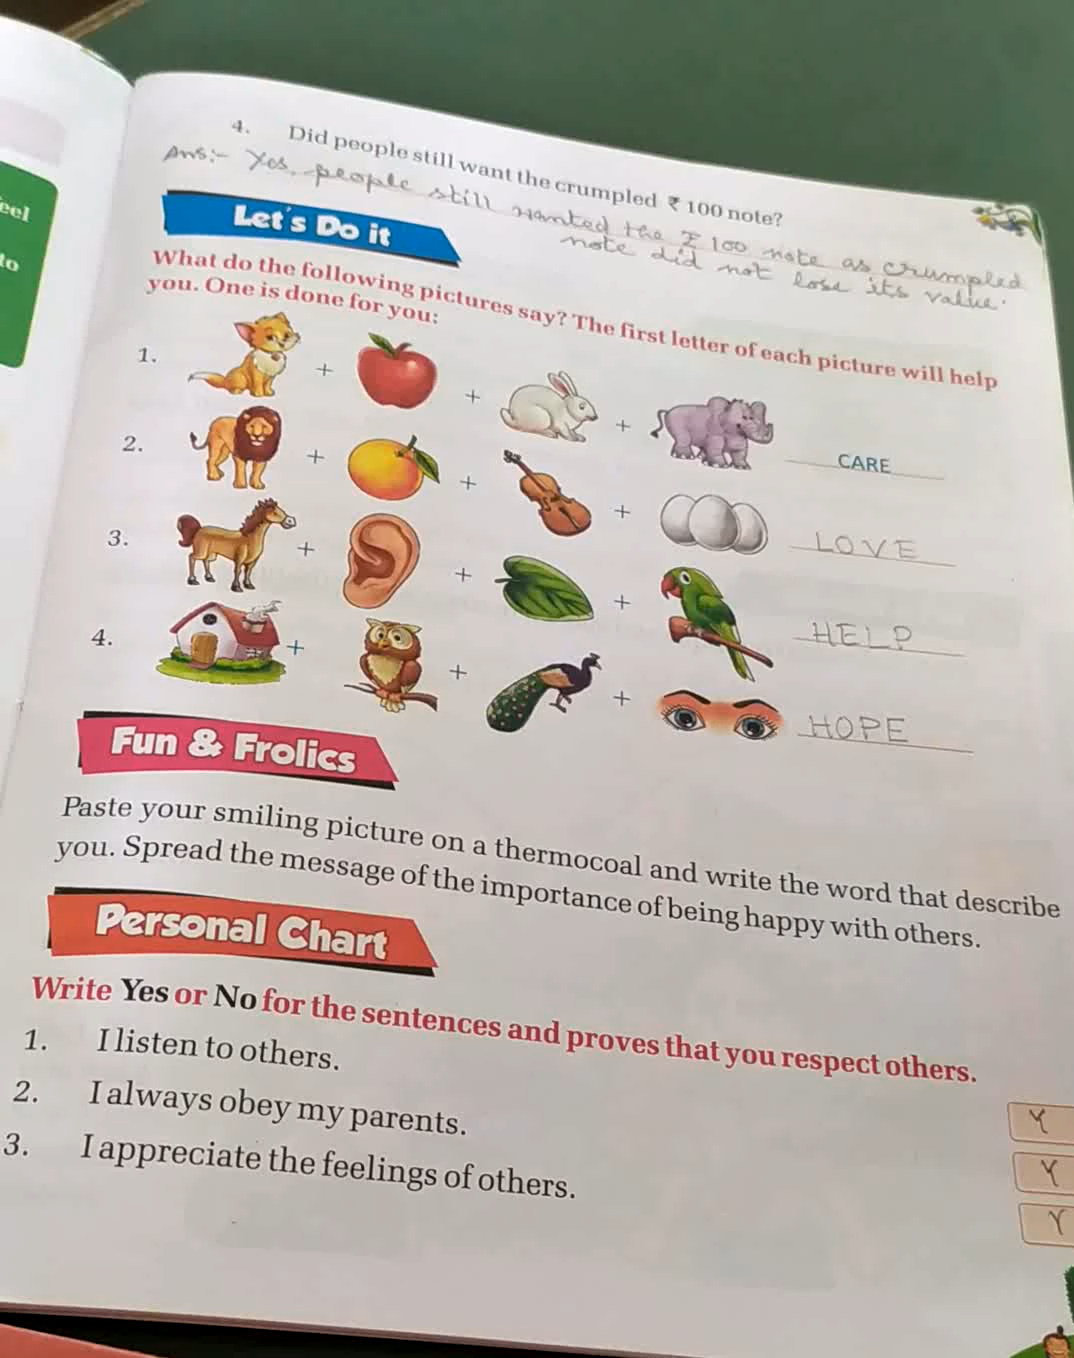 eel
lo
4. Did people still want the crumpled ₹ 100 note?
Ans:- Yes, people still wanted the ₹ 100 note as crumpled
note did not lose its value.
Let's Do it
What do the following pictures say? The first letter of each picture will help
you. One is done for you:
1. + + + CARE
2. + + + LOVE
3. + + + HELP
4. + + + HOPE
Fun & Frolics
Paste your smiling picture on a thermocoal and write the word that describe
you. Spread the message of the importance of being happy with others.
Personal Chart
Write Yes or No for the sentences and proves that you respect others.
1. I listen to others. Y
2. I always obey my parents. Y
3. I appreciate the feelings of others. Y